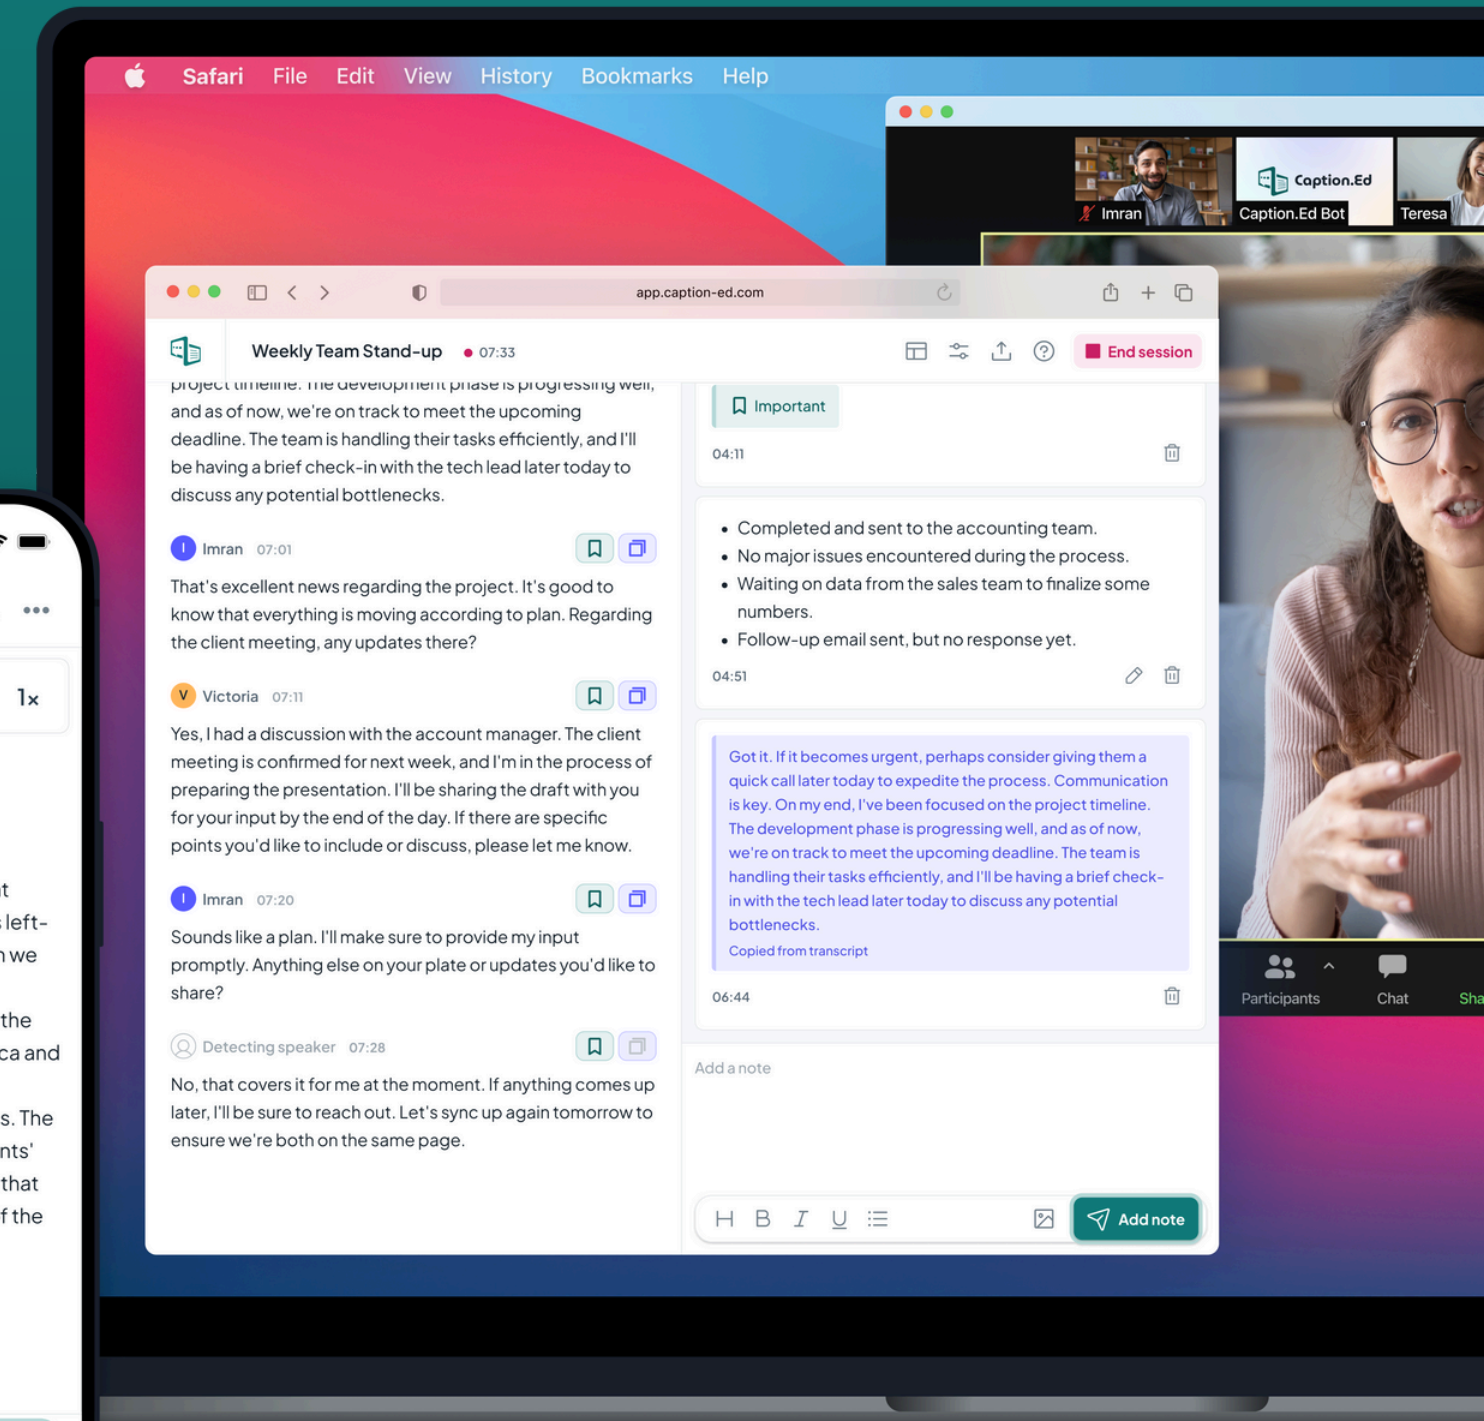 Safari File Edit View History Bookmarks Help
Caption.Ed
Imran
Caption.Ed Bot
Teresa
app.caption-ed.com
Weekly Team Stand-up 07:33
End session
project timeline. The development phase is progressing well,
and as of now, we're on track to meet the upcoming
deadline. The team is handling their tasks efficiently, and I'll
be having a brief check-in with the tech lead later today to
discuss any potential bottlenecks.
I Imran 07:01
That's excellent news regarding the project. It's good to
know that everything is moving according to plan. Regarding
the client meeting, any updates there?
V Victoria 07:11
Yes, I had a discussion with the account manager. The client
meeting is confirmed for next week, and I'm in the process of
preparing the presentation. I'll be sharing the draft with you
for your input by the end of the day. If there are specific
points you'd like to include or discuss, please let me know.
I Imran 07:20
Sounds like a plan. I'll make sure to provide my input
promptly. Anything else on your plate or updates you'd like to
share?
Detecting speaker 07:28
No, that covers it for me at the moment. If anything comes up
later, I'll be sure to reach out. Let's sync up again tomorrow to
ensure we're both on the same page.
Important
04:11
• Completed and sent to the accounting team.
• No major issues encountered during the process.
• Waiting on data from the sales team to finalize some
numbers.
• Follow-up email sent, but no response yet.
04:51
Got it. If it becomes urgent, perhaps consider giving them a
quick call later today to expedite the process. Communication
is key. On my end, I've been focused on the project timeline.
The development phase is progressing well, and as of now,
we're on track to meet the upcoming deadline. The team is
handling their tasks efficiently, and I'll be having a brief check-
in with the tech lead later today to discuss any potential
bottlenecks.
Copied from transcript
06:44
Add a note
H B I U
Add note
Participants
Chat
1x
left-
we
the
and
s. The
that
the